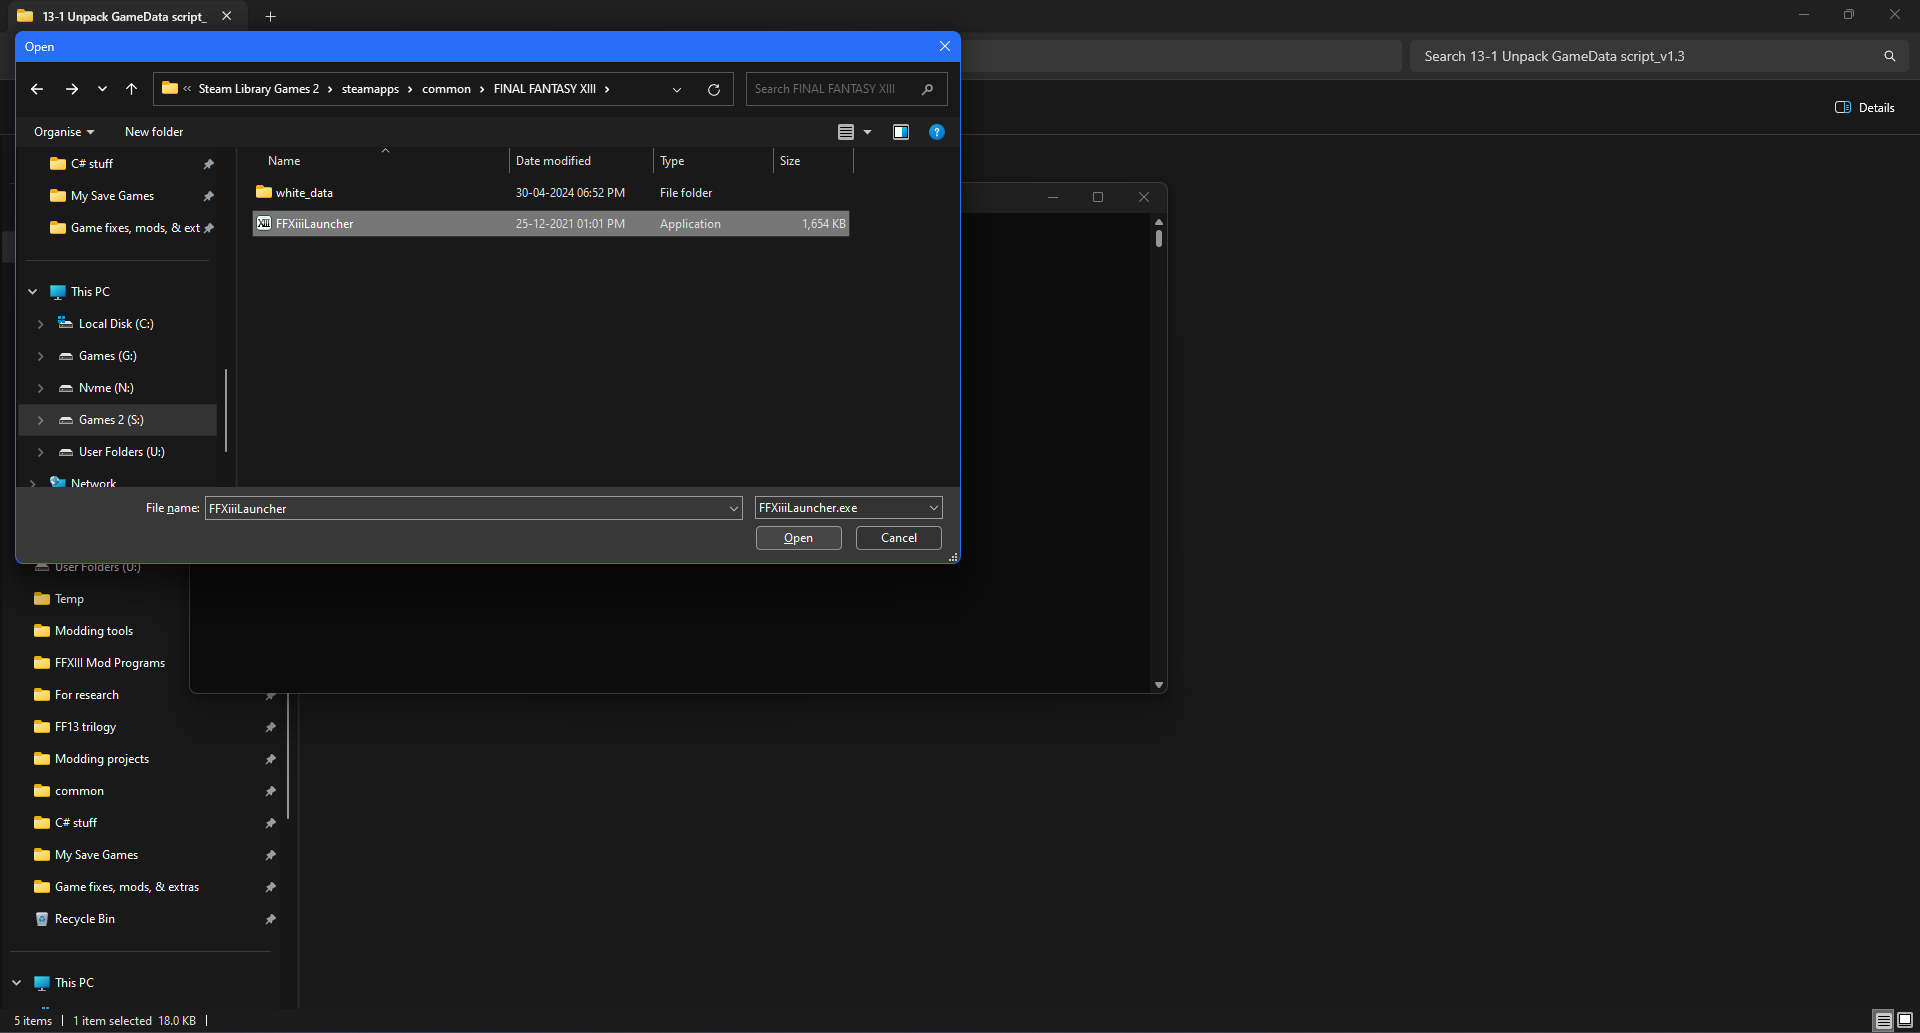 13-1 Unpack GameData script_
Search 13-1 Unpack GameData script_v1.3
Details
Open
Steam Library Games 2 > steamapps > common > FINAL FANTASY XIII >
Search FINAL FANTASY XIII
Organise
New folder
Name
Date modified
Type
Size
white_data
30-04-2024 06:52 PM
File folder
FFXiiiLauncher
25-12-2021 01:01 PM
Application
1,654 KB
C# stuff
My Save Games
Game fixes, mods, & ext
This PC
Local Disk (C:)
Games (G:)
Nvme (N:)
Games 2 (S:)
User Folders (U:)
Network
File name:
FFXiiiLauncher
FFXiiiLauncher.exe
Open
Cancel
User Folders (U:)
Temp
Modding tools
FFXIII Mod Programs
For research
FF13 trilogy
Modding projects
common
C# stuff
My Save Games
Game fixes, mods, & extras
Recycle Bin
This PC
5 items
1 item selected 18.0 KB